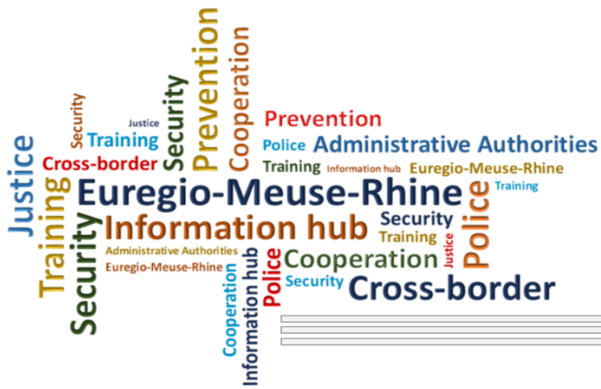 Prevention
Cooperation
Security
Security
Justice
Training
Prevention
Police
Administrative Authorities
Justice
Cross-border
Training
Information hub
Euregio-Meuse-Rhine
Training
Training
Euregio-Meuse-Rhine
Police
Security
Security
Information hub
Training
Justice
Administrative Authorities
Cooperation
Euregio-Meuse-Rhine
Cooperation
Information hub
Police
Security
Cross-border